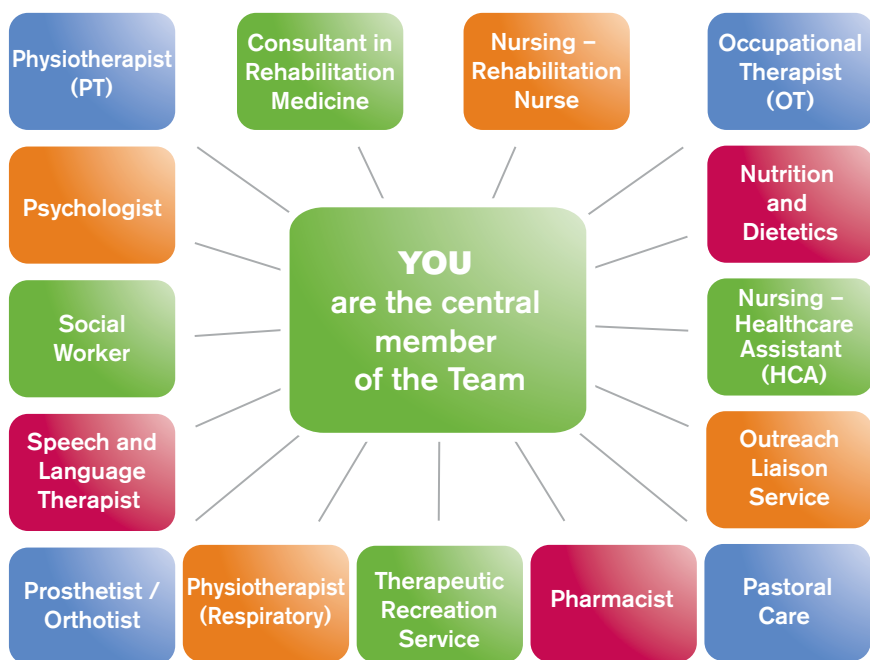 Physiotherapist
(PT)
Consultant in
Rehabilitation
Medicine
Nursing –
Rehabilitation
Nurse
Occupational
Therapist
(OT)
Psychologist
Nutrition
and
Dietetics
YOU
are the central
member
of the Team
Social
Worker
Nursing –
Healthcare
Assistant
(HCA)
Speech and
Language
Therapist
Outreach
Liaison
Service
Prosthetist /
Orthotist
Physiotherapist
(Respiratory)
Therapeutic
Recreation
Service
Pharmacist
Pastoral
Care